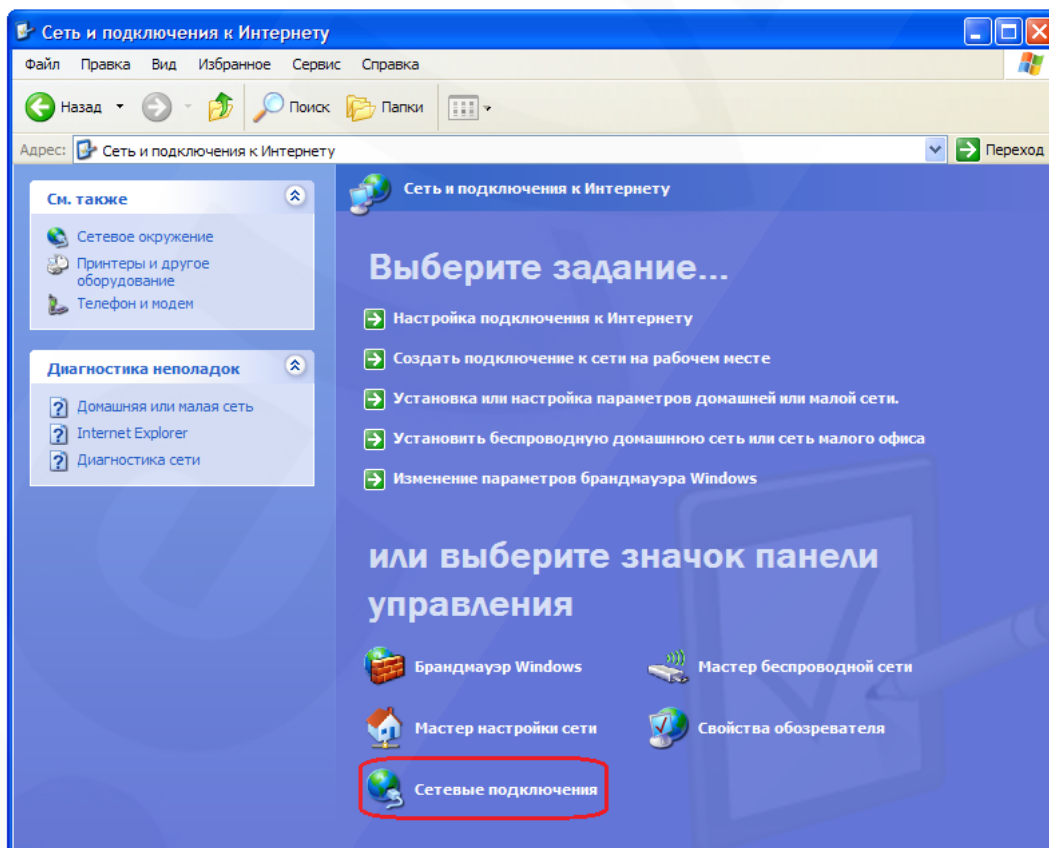 Сеть и подключения к Интернету
Файл Правка Вид Избранное Сервис Справка
Назад Поиск Папки
Адрес: Сеть и подключения к Интернету Переход
См. также
Сетевое окружение
Принтеры и другое
оборудование
Телефон и модем
Диагностика неполадок
Домашняя или малая сеть
Internet Explorer
Диагностика сети
Сеть и подключения к Интернету
Выберите задание...
Настройка подключения к Интернету
Создать подключение к сети на рабочем месте
Установка или настройка параметров домашней или малой сети.
Установить беспроводную домашнюю сеть или сеть малого офиса
Изменение параметров брандмауэра Windows
или выберите значок панели
управления
Брандмауэр Windows Мастер беспроводной сети
Мастер настройки сети Свойства обозревателя
Сетевые подключения